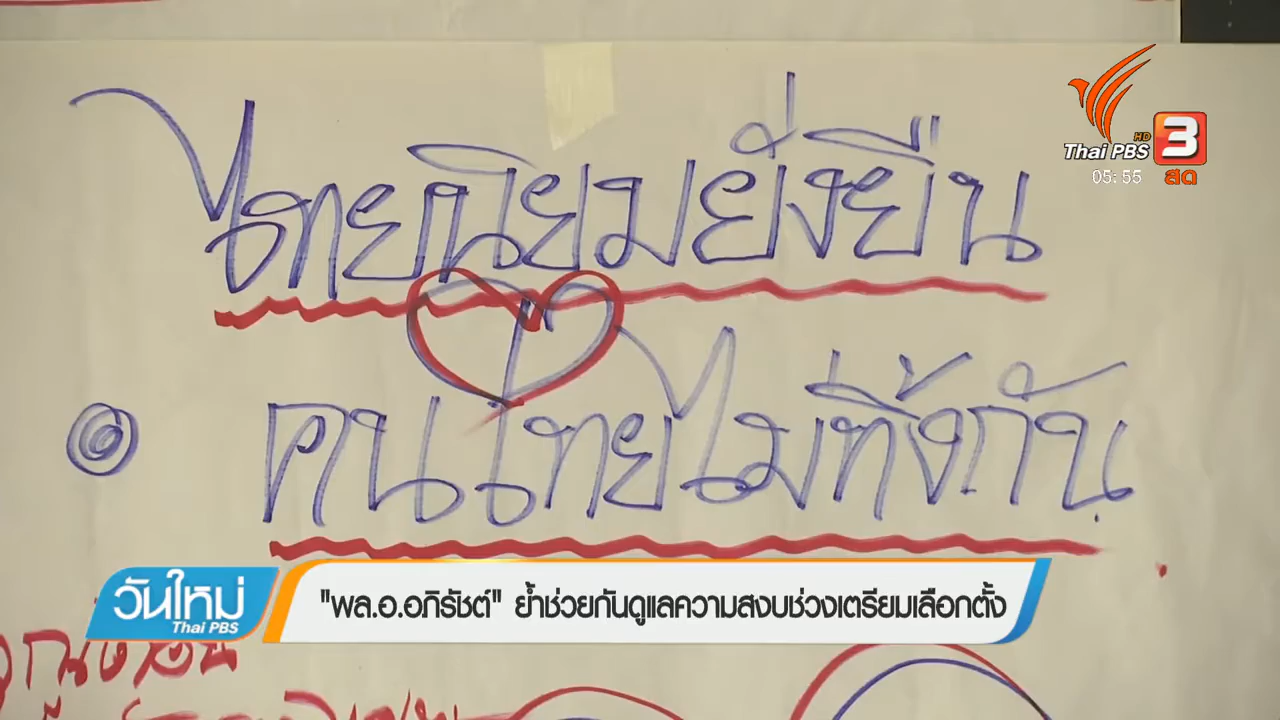 ไทยนิยมยั่งยืน
คนไทยไม่ทิ้งกัน
HD
Thai PBS 3
05:55 สด
วันใหม่
Thai PBS
"พล.อ.อภิรัชต์" ย้ำช่วยกันดูแลความสงบช่วงเตรียมเลือกตั้ง